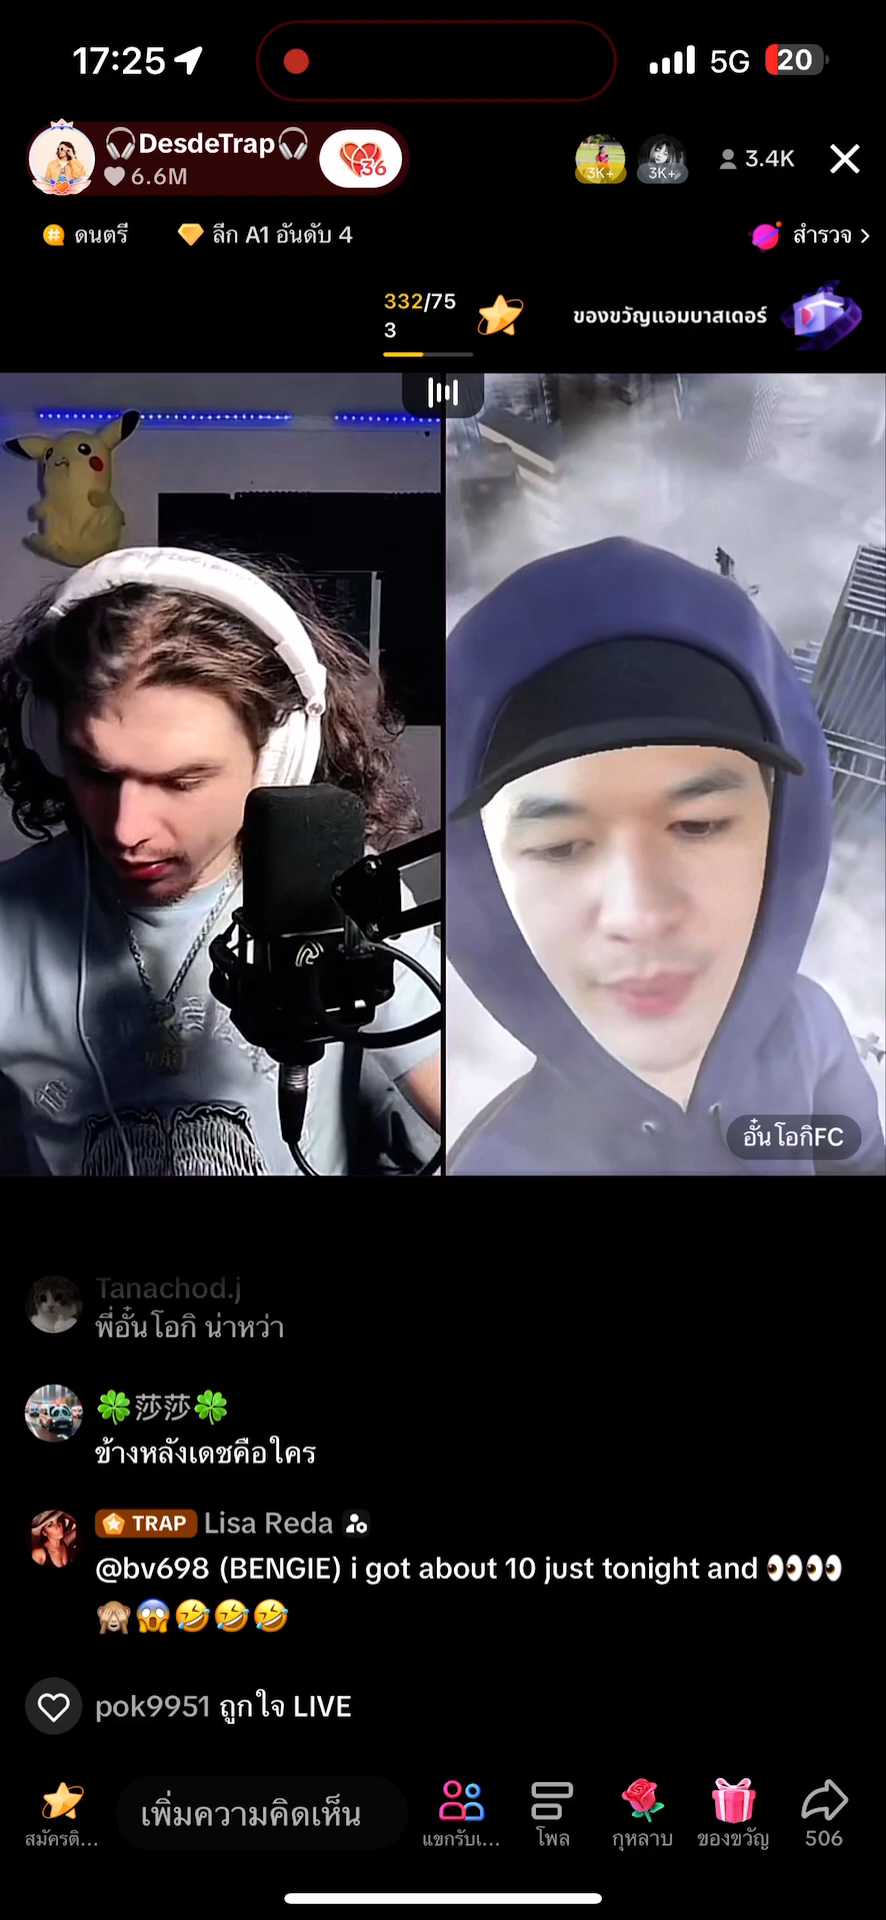 17:25
5G
20
🎧DesdeTrap🎧
6.6M
36
3K+
3K+
3.4K
ดนตรี
ลีก A1 อันดับ 4
สำรวจ
332/75
3
ของขวัญแอมบาสเดอร์
อั๋น โอกิFC
Tanachod.j
พี่อั๋น โอกิ น่าหว่า
🍀莎莎🍀
ข้างหลังเดชคือใคร
TRAP Lisa Reda
@bv698 (BENGIE) i got about 10 just tonight and 👀👀
🙈😱🤣🤣🤣
pok9951 ถูกใจ LIVE
สมัครติ...
เพิ่มความคิดเห็น
แขกรับเ...
โพล
กุหลาบ
ของขวัญ
506